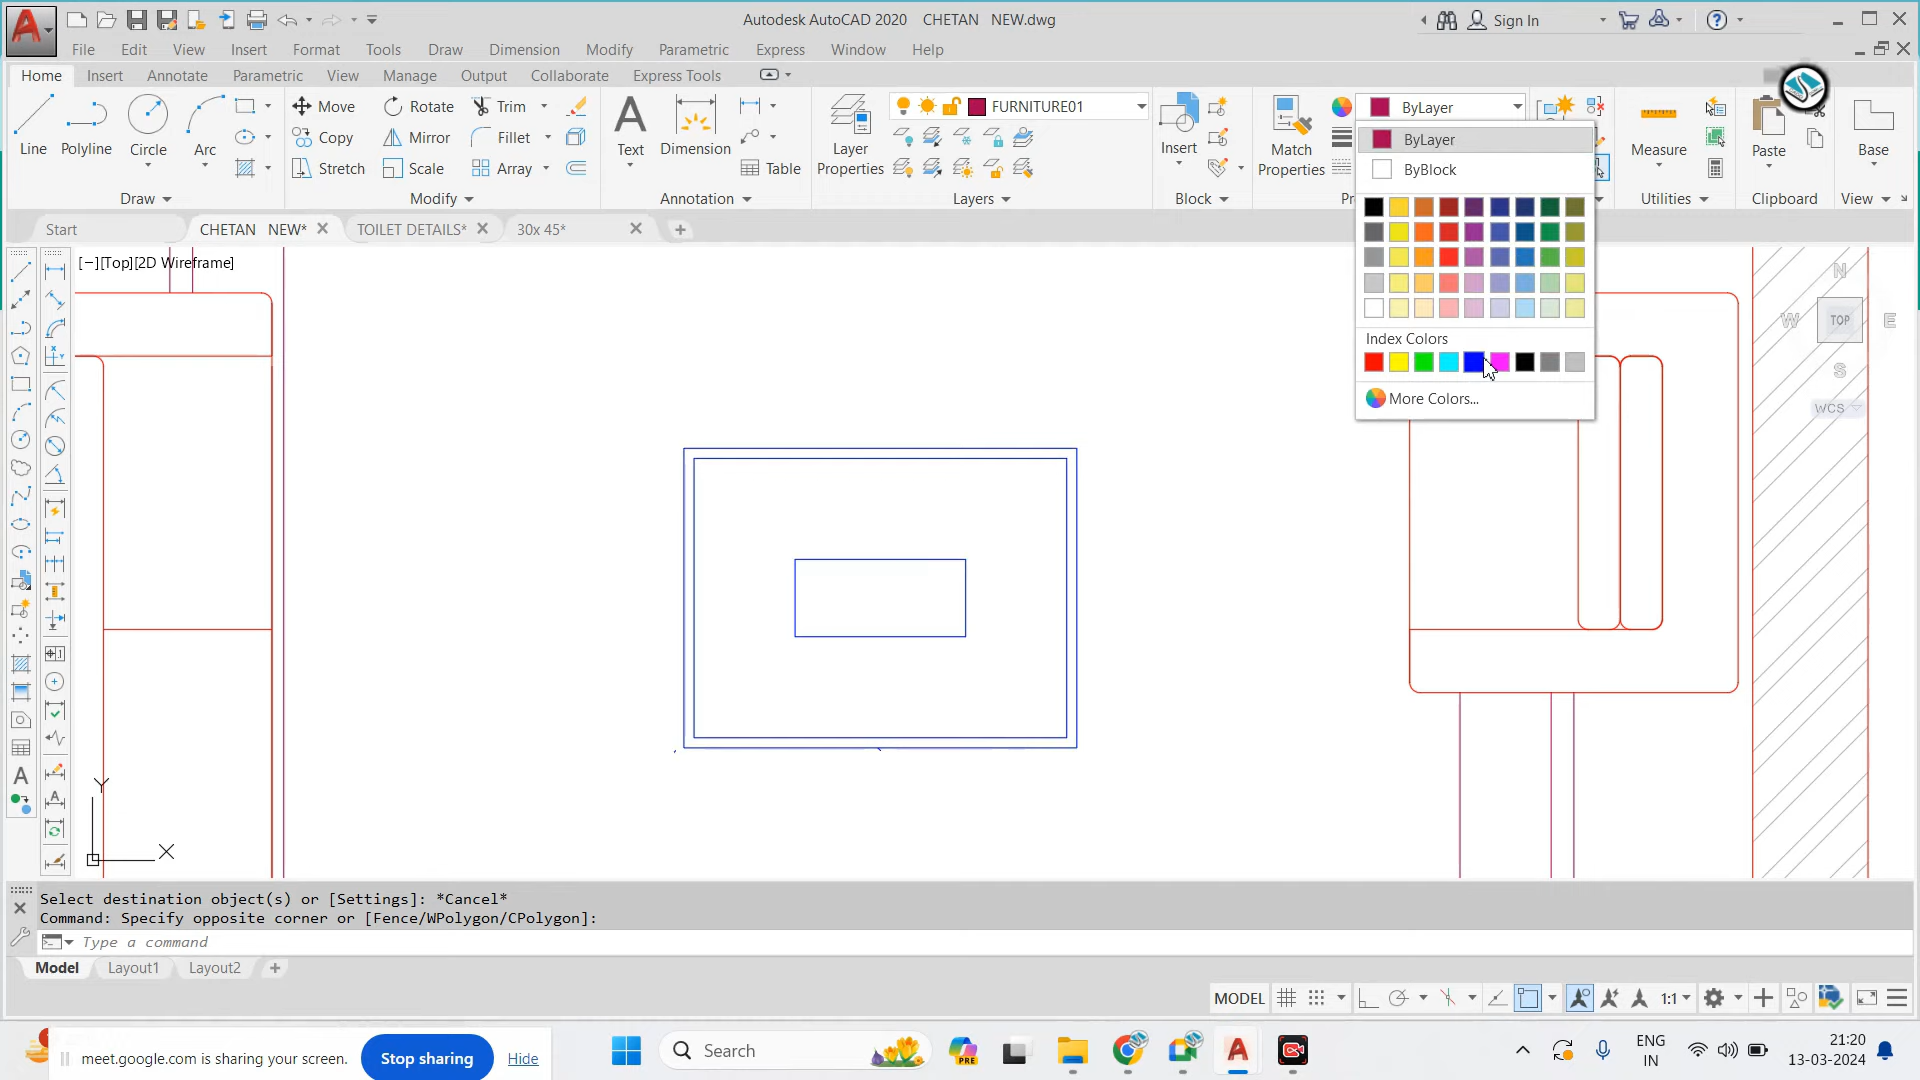 Autodesk AutoCAD 2020 CHETAN NEW.dwg
Sign In
File Edit View Insert Format Tools Draw Dimension Modify Parametric Express Window Help
Home Insert Annotate Parametric View Manage Output Collaborate Express Tools
Line Polyline Circle Arc
Move Rotate Trim
Copy Mirror Fillet
Stretch Scale Array
Text Dimension
Table
Layer Properties
FURNITURE01
Insert
Match Properties
ByLayer
Measure
Paste
Base
Draw Modify Annotation Layers Block Utilities Clipboard View
ByLayer
ByBlock
Index Colors
More Colors...
Start CHETAN NEW* TOILET DETAILS* 30x 45*
[−][Top][2D Wireframe]
N
W TOP E
S
WCS
Y
X
Select destination object(s) or [Settings]: *Cancel*
Command: Specify opposite corner or [Fence/WPolygon/CPolygon]:
Type a command
Model Layout1 Layout2
MODEL
1:1
meet.google.com is sharing your screen. Stop sharing Hide
Search
PRE
ENG
IN
21:20
13-03-2024